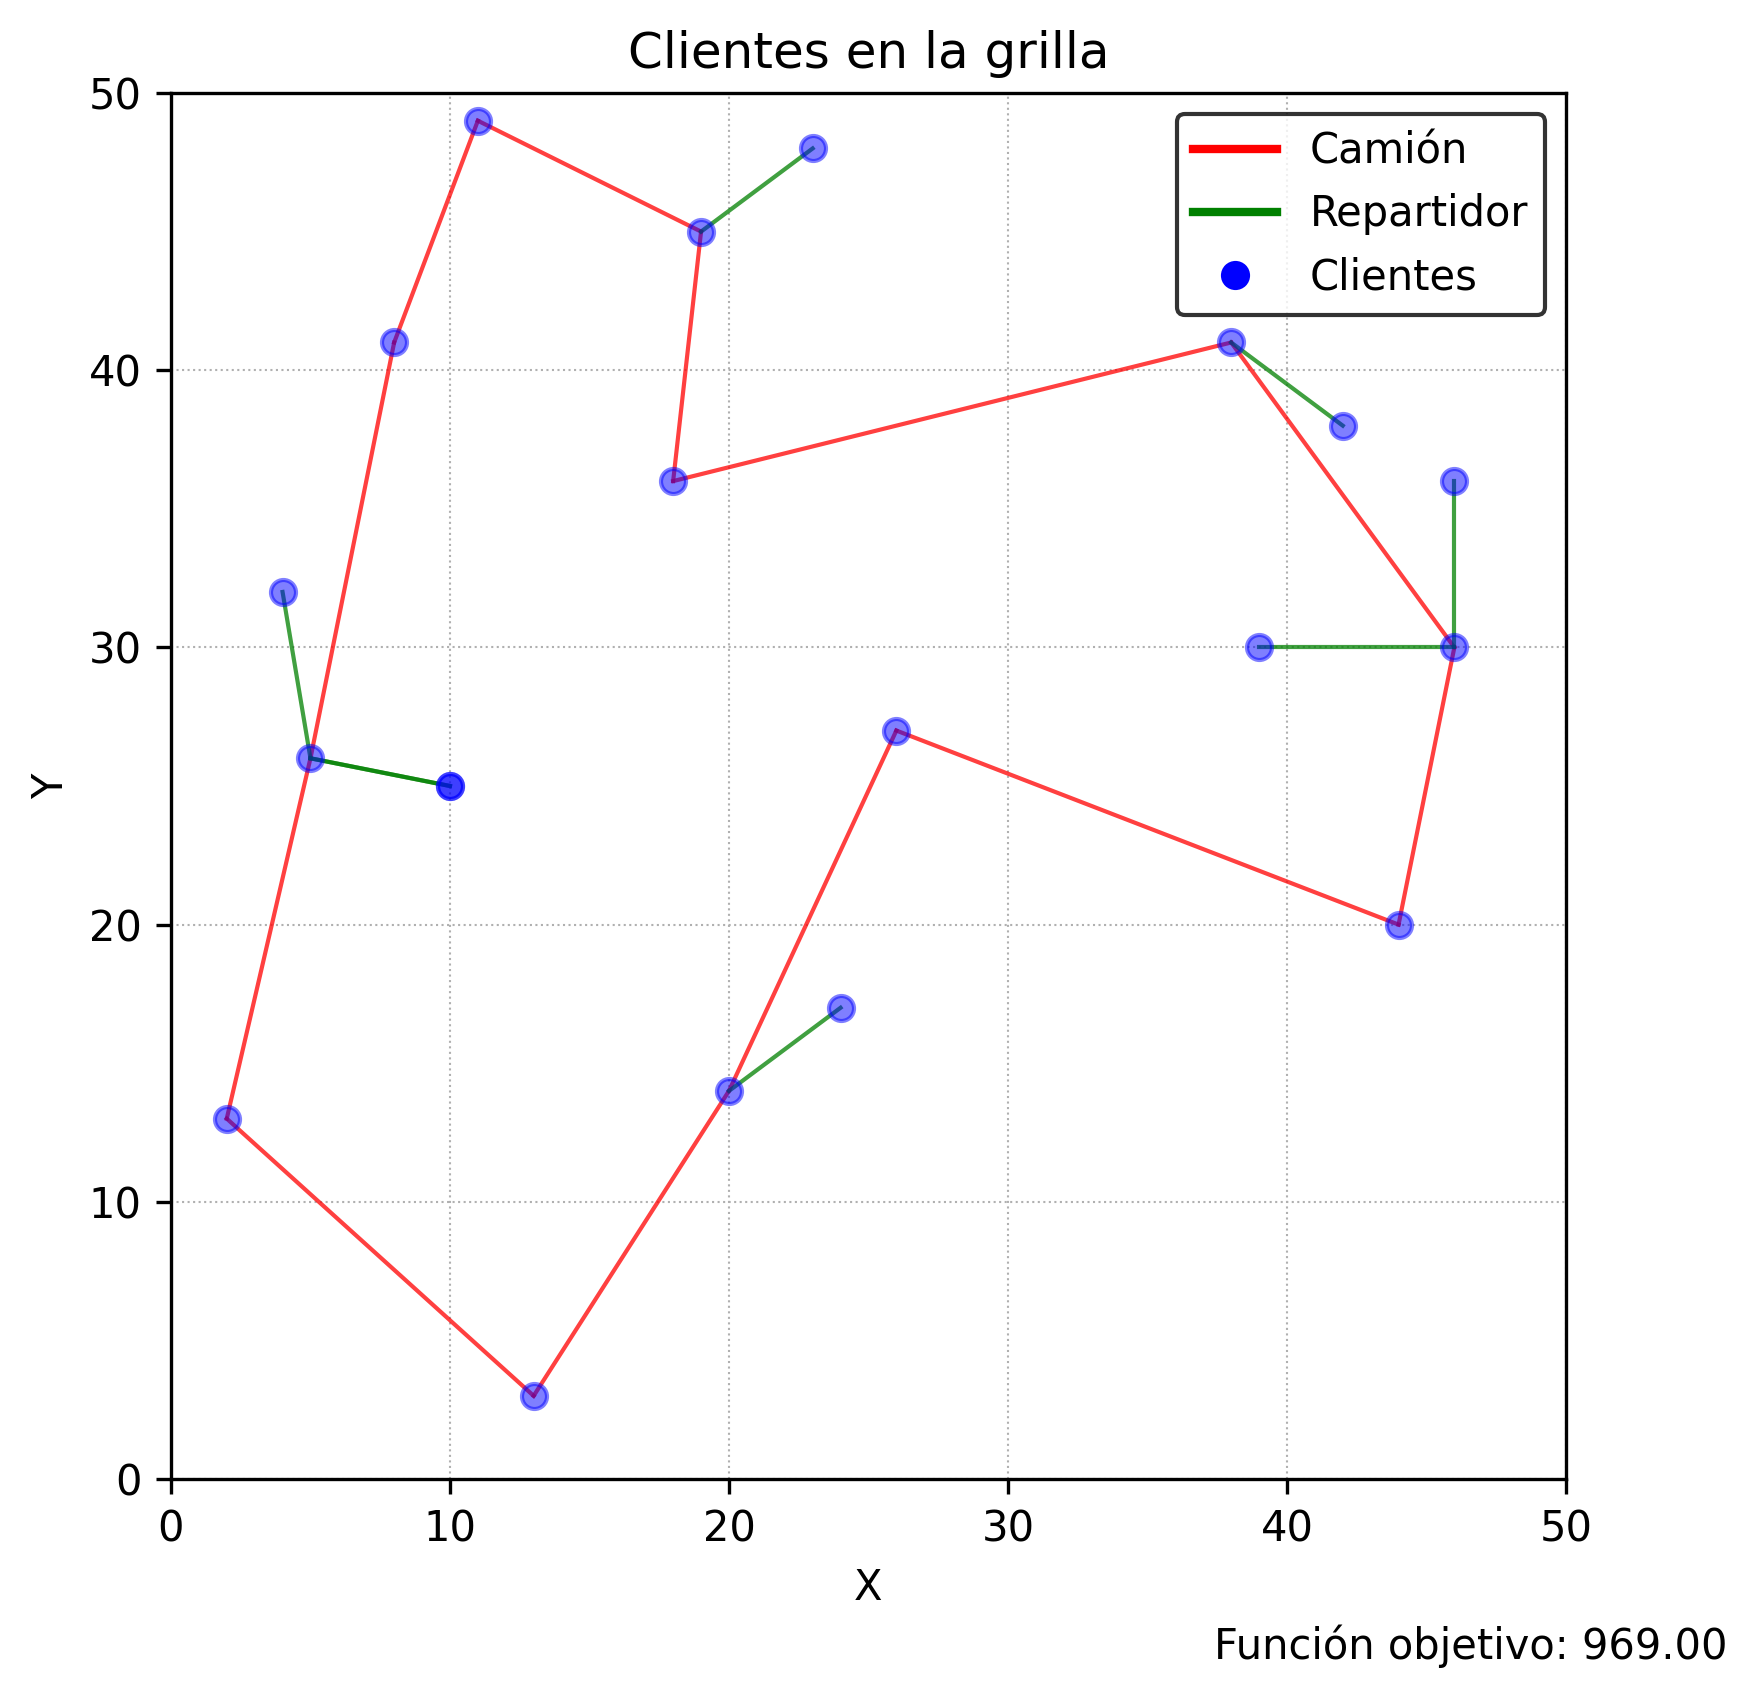 Clientes en la grilla
Camión
Repartidor
Clientes
Y
50
40
30
20
10
0
0 10 20 30 40 50
X
Función objetivo: 969.00